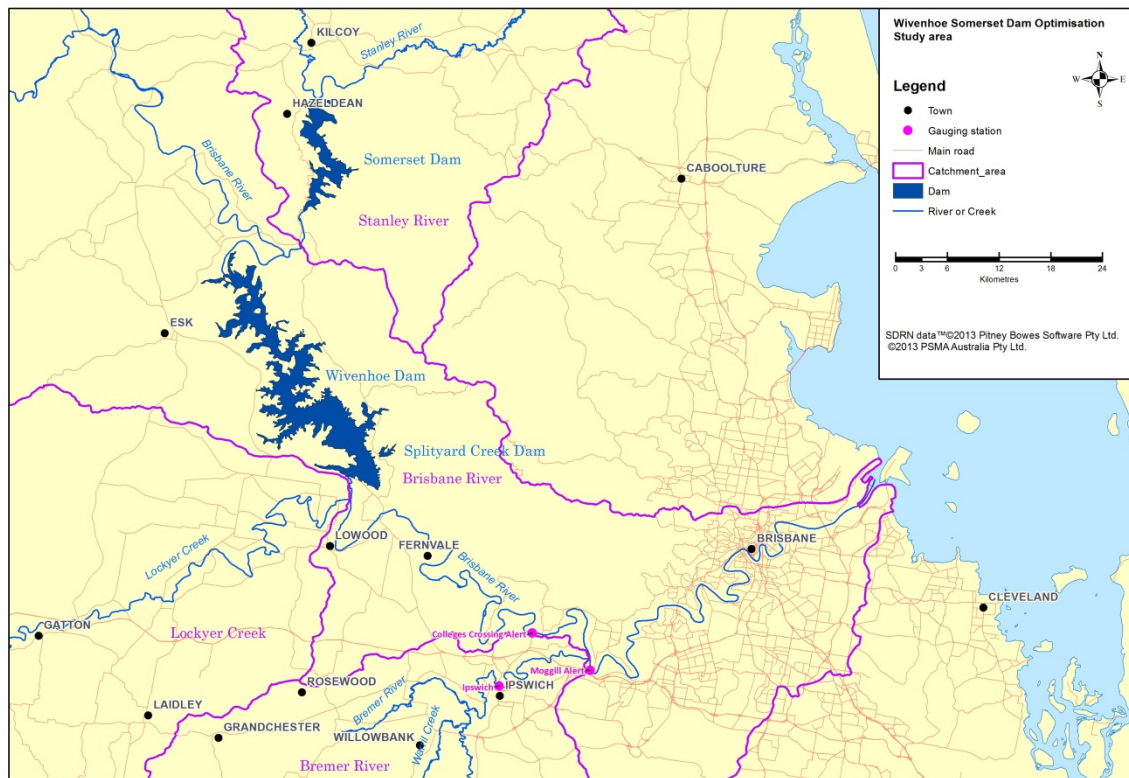 Wivenhoe Somerset Dam Optimisation
Study area
N
W E
S
Legend
Town
Gauging station
Main road
Catchment_area
Dam
River or Creek
0 3 6 12 18 24
Kilometres
SDRN data™©2013 Pitney Bowes Software Pty Ltd.
©2013 PSMA Australia Pty Ltd.
KILCOY
Stanley River
HAZELDEAN
Brisbane River
Somerset Dam
CABOOLTURE
Stanley River
ESK
Wivenhoe Dam
Splityard Creek Dam
Brisbane River
Lockyer Creek
LOWOOD
FERNVALE
Brisbane River
BRISBANE
CLEVELAND
GATTON
Lockyer Creek
Colleges Crossing Alert
Moggill Alert
Ipswich
IPSWICH
ROSEWOOD
Bremer River
LAIDLEY
GRANDCHESTER
WILLOWBANK
Warrill Creek
Bremer River